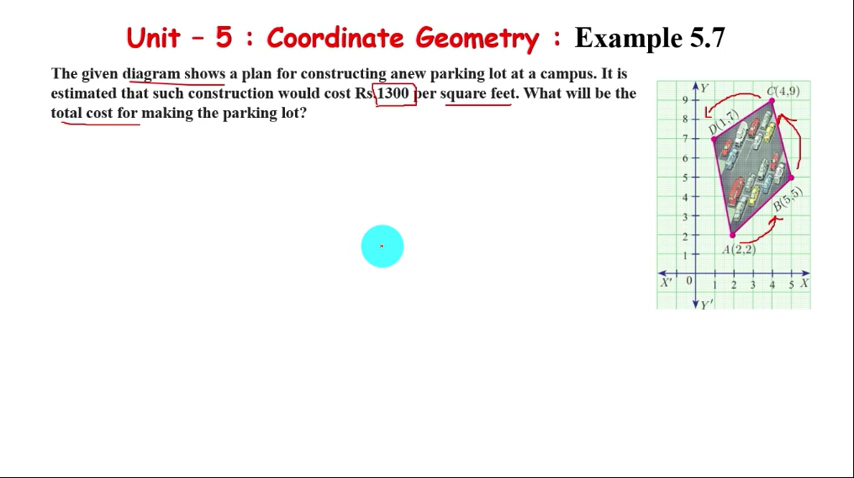 Unit – 5 : Coordinate Geometry : Example 5.7
The given diagram shows a plan for constructing anew parking lot at a campus. It is
estimated that such construction would cost Rs.1300 per square feet. What will be the
total cost for making the parking lot?
Y
C(4,9)
9
8
D(1,7)
7
6
5
4
B(5,5)
3
2
A(2,2)
1
X' 0 1 2 3 4 5 X
Y'